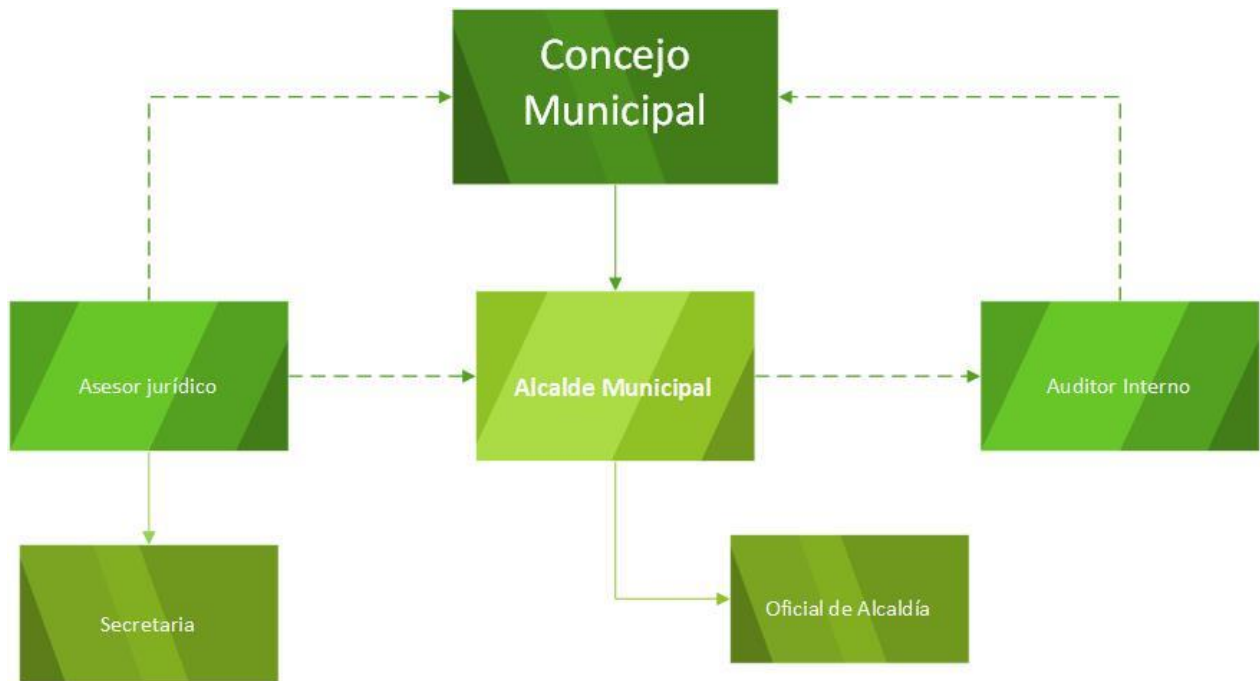 Concejo
Municipal
Asesor jurídico
Alcalde Municipal
Auditor Interno
Secretaria
Oficial de Alcaldía